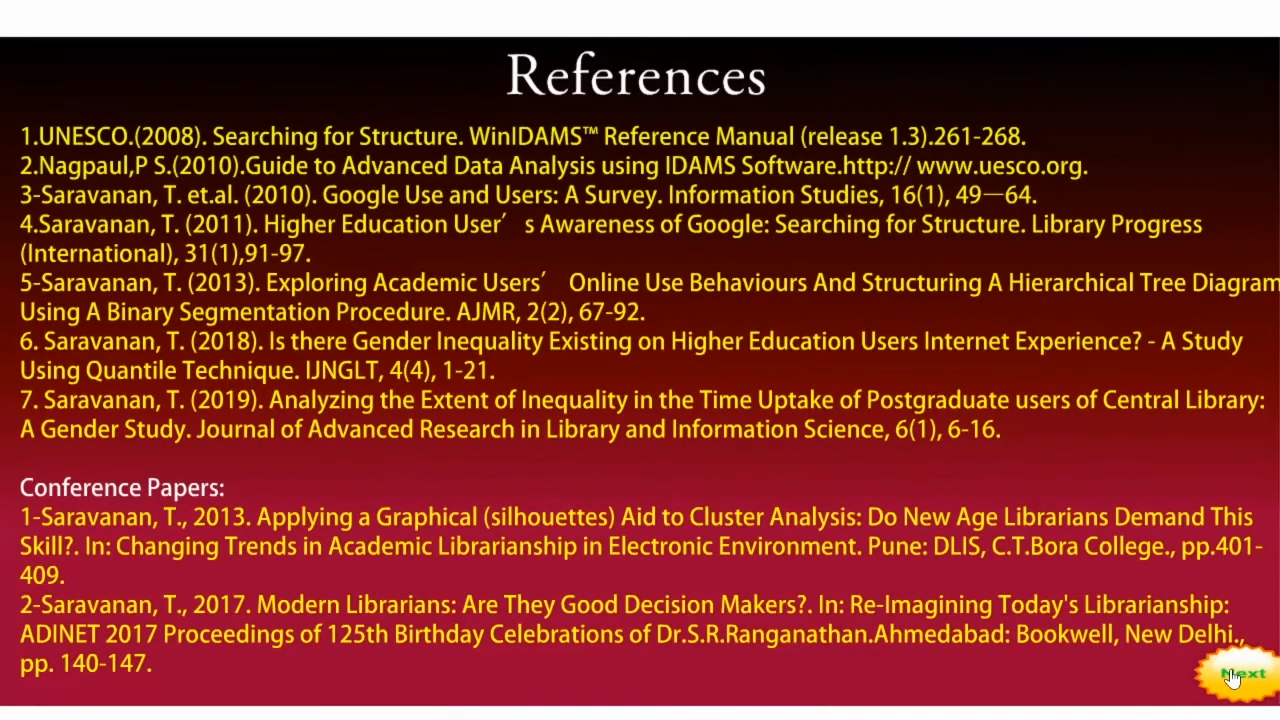 References
1.UNESCO.(2008). Searching for Structure. WinIDAMS™ Reference Manual (release 1.3).261-268.
2.Nagpaul,P S.(2010).Guide to Advanced Data Analysis using IDAMS Software.http:// www.uesco.org.
3-Saravanan, T. et.al. (2010). Google Use and Users: A Survey. Information Studies, 16(1), 49—64.
4.Saravanan, T. (2011). Higher Education User′ s Awareness of Google: Searching for Structure. Library Progress
(International), 31(1),91-97.
5-Saravanan, T. (2013). Exploring Academic Users′ Online Use Behaviours And Structuring A Hierarchical Tree Diagram
Using A Binary Segmentation Procedure. AJMR, 2(2), 67-92.
6. Saravanan, T. (2018). Is there Gender Inequality Existing on Higher Education Users Internet Experience? - A Study
Using Quantile Technique. IJNGLT, 4(4), 1-21.
7. Saravanan, T. (2019). Analyzing the Extent of Inequality in the Time Uptake of Postgraduate users of Central Library:
A Gender Study. Journal of Advanced Research in Library and Information Science, 6(1), 6-16.
Conference Papers:
1-Saravanan, T., 2013. Applying a Graphical (silhouettes) Aid to Cluster Analysis: Do New Age Librarians Demand This
Skill?. In: Changing Trends in Academic Librarianship in Electronic Environment. Pune: DLIS, C.T.Bora College., pp.401-
409.
2-Saravanan, T., 2017. Modern Librarians: Are They Good Decision Makers?. In: Re-Imagining Today's Librarianship:
ADINET 2017 Proceedings of 125th Birthday Celebrations of Dr.S.R.Ranganathan.Ahmedabad: Bookwell, New Delhi.,
pp. 140-147.
Next